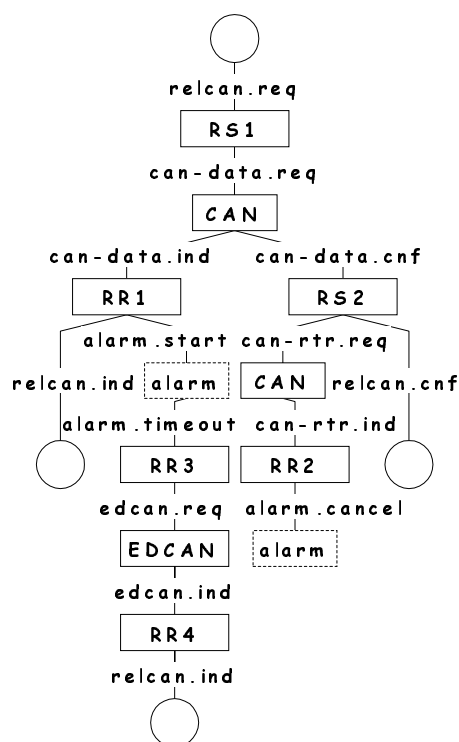 relcan.req
RS1
can-data.req
CAN
can-data.ind can-data.cnf
RR1 RS2
alarm.start can-rtr.req
relcan.ind alarm CAN relcan.cnf
alarm.timeout can-rtr.ind
RR3 RR2
edcan.req alarm.cancel
EDCAN alarm
edcan.ind
RR4
relcan.ind